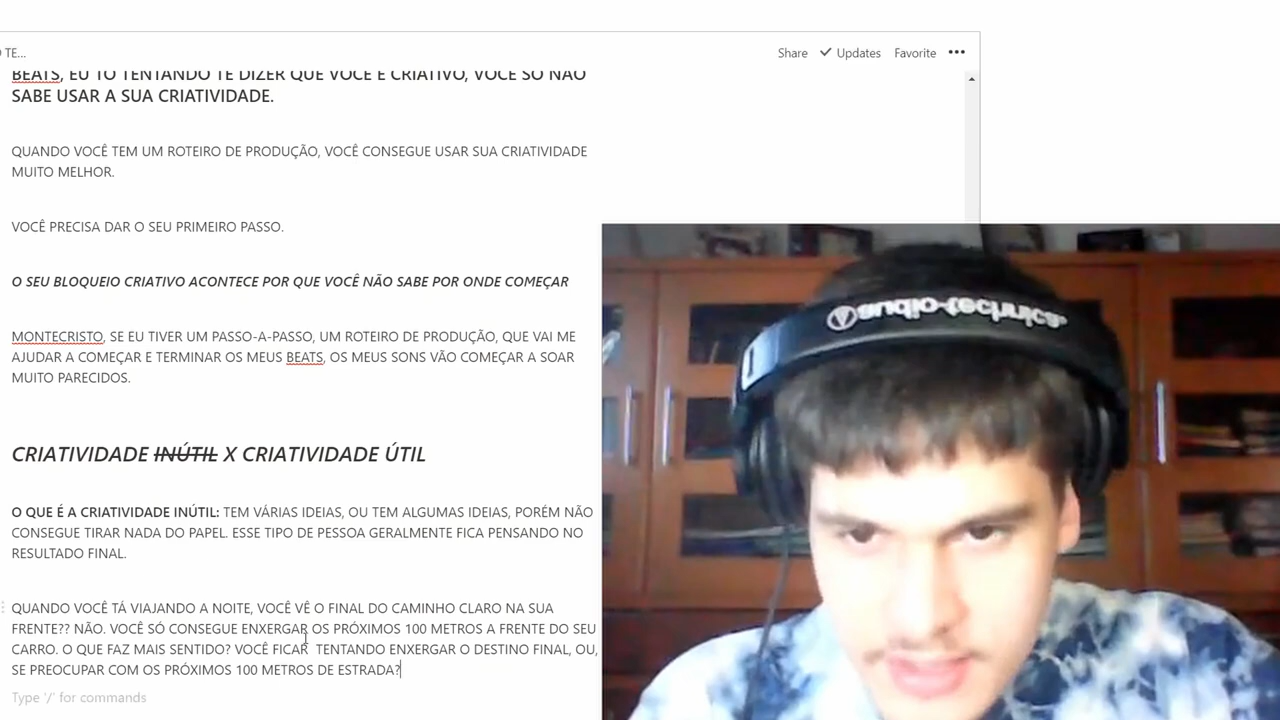 O TE...
Share ✓ Updates Favorite •••
BEATS, EU TÔ TENTANDO TE DIZER QUE VOCÊ É CRIATIVO, VOCÊ SÓ NÃO
SABE USAR A SUA CRIATIVIDADE.
QUANDO VOCÊ TEM UM ROTEIRO DE PRODUÇÃO, VOCÊ CONSEGUE USAR SUA CRIATIVIDADE
MUITO MELHOR.
VOCÊ PRECISA DAR O SEU PRIMEIRO PASSO.
O SEU BLOQUEIO CRIATIVO ACONTECE POR QUE VOCÊ NÃO SABE POR ONDE COMEÇAR
MONTECRISTO, SE EU TIVER UM PASSO-A-PASSO, UM ROTEIRO DE PRODUÇÃO, QUE VAI ME
AJUDAR A COMEÇAR E TERMINAR OS MEUS BEATS, OS MEUS SONS VÃO COMEÇAR A SOAR
MUITO PARECIDOS.
CRIATIVIDADE INÚTIL X CRIATIVIDADE ÚTIL
O QUE É A CRIATIVIDADE INÚTIL: TEM VÁRIAS IDEIAS, OU TEM ALGUMAS IDEIAS, PORÉM NÃO
CONSEGUE TIRAR NADA DO PAPEL. ESSE TIPO DE PESSOA GERALMENTE FICA PENSANDO NO
RESULTADO FINAL.
QUANDO VOCÊ TÁ VIAJANDO A NOITE, VOCÊ VÊ O FINAL DO CAMINHO CLARO NA SUA
FRENTE?? NÃO. VOCÊ SÓ CONSEGUE ENXERGAR OS PRÓXIMOS 100 METROS A FRENTE DO SEU
CARRO. O QUE FAZ MAIS SENTIDO? VOCÊ FICAR TENTANDO ENXERGAR O DESTINO FINAL, OU,
SE PREOCUPAR COM OS PRÓXIMOS 100 METROS DE ESTRADA?
Type '/' for commands
audio-technica